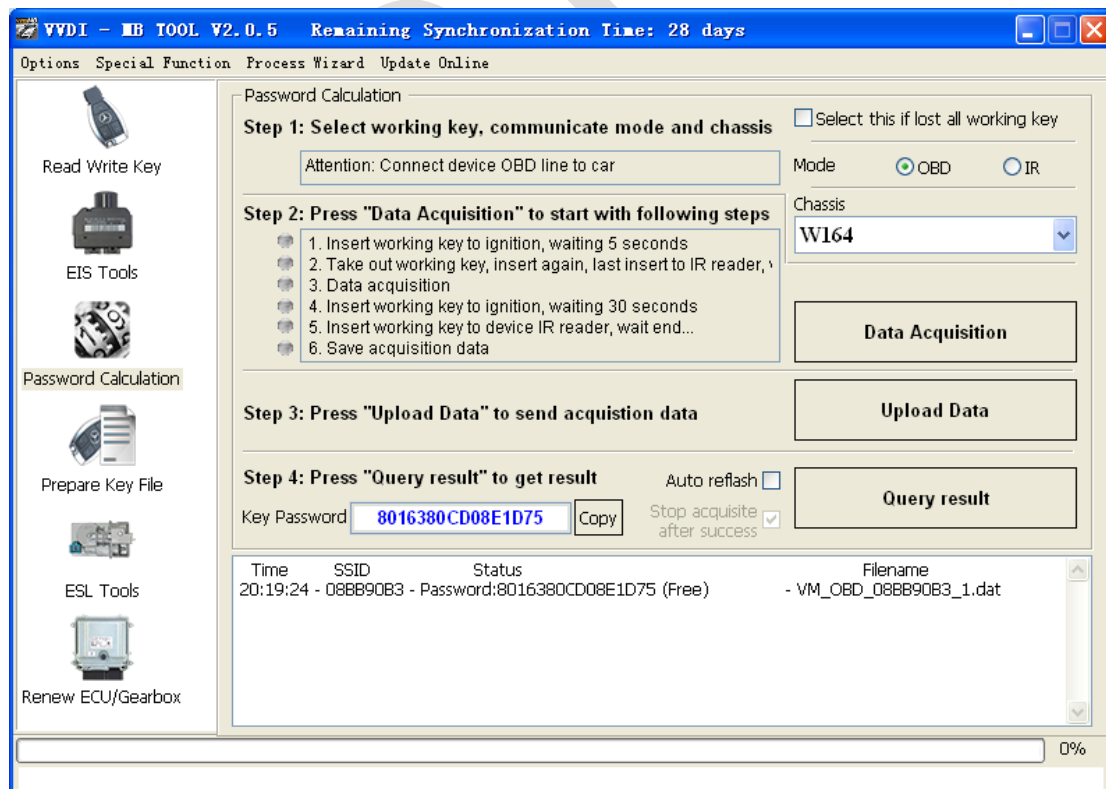 VVDI - MB TOOL V2.0.5 Remaining Synchronization Time: 28 days
Options Special Function Process Wizard Update Online
Read Write Key
EIS Tools
Password Calculation
Prepare Key File
ESL Tools
Renew ECU/Gearbox
Password Calculation
Step 1: Select working key, communicate mode and chassis
Select this if lost all working key
Attention: Connect device OBD line to car
Mode OBD IR
Chassis
W164
Step 2: Press "Data Acquisition" to start with following steps
1. Insert working key to ignition, waiting 5 seconds
2. Take out working key, insert again, last insert to IR reader,
3. Data acquisition
4. Insert working key to ignition, waiting 30 seconds
5. Insert working key to device IR reader, wait end...
6. Save acquisition data
Data Acquisition
Step 3: Press "Upload Data" to send acquistion data
Upload Data
Step 4: Press "Query result" to get result
Auto reflash
Key Password 8016380CD08E1D75 Copy
Stop acquisite
after success
Query result
Time SSID Status Filename
20:19:24 - 08BB90B3 - Password:8016380CD08E1D75 (Free) - VM_OBD_08BB90B3_1.dat
0%